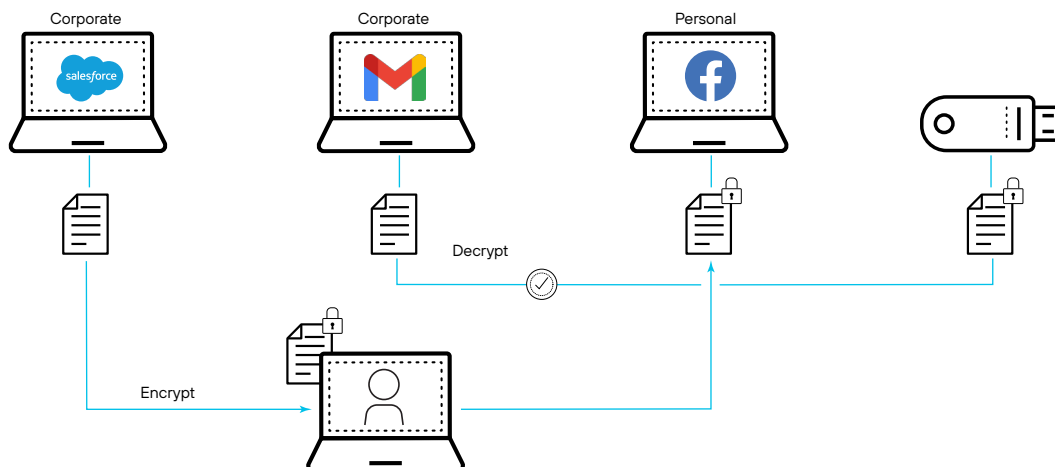 Corporate
Corporate
Personal
salesforce
Decrypt
Encrypt